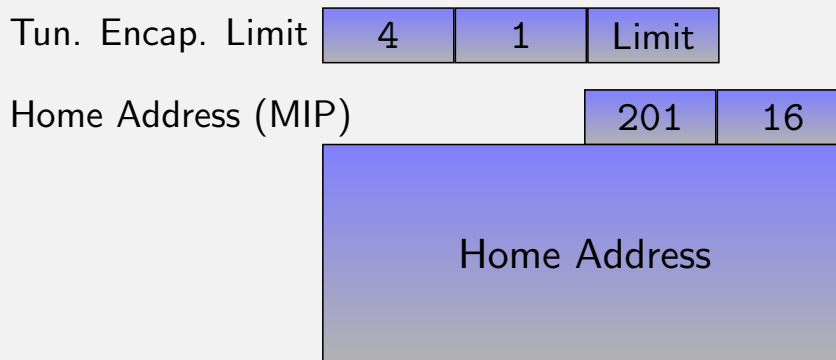 Tun. Encap. Limit 4 1 Limit
Home Address (MIP) 201 16
Home Address